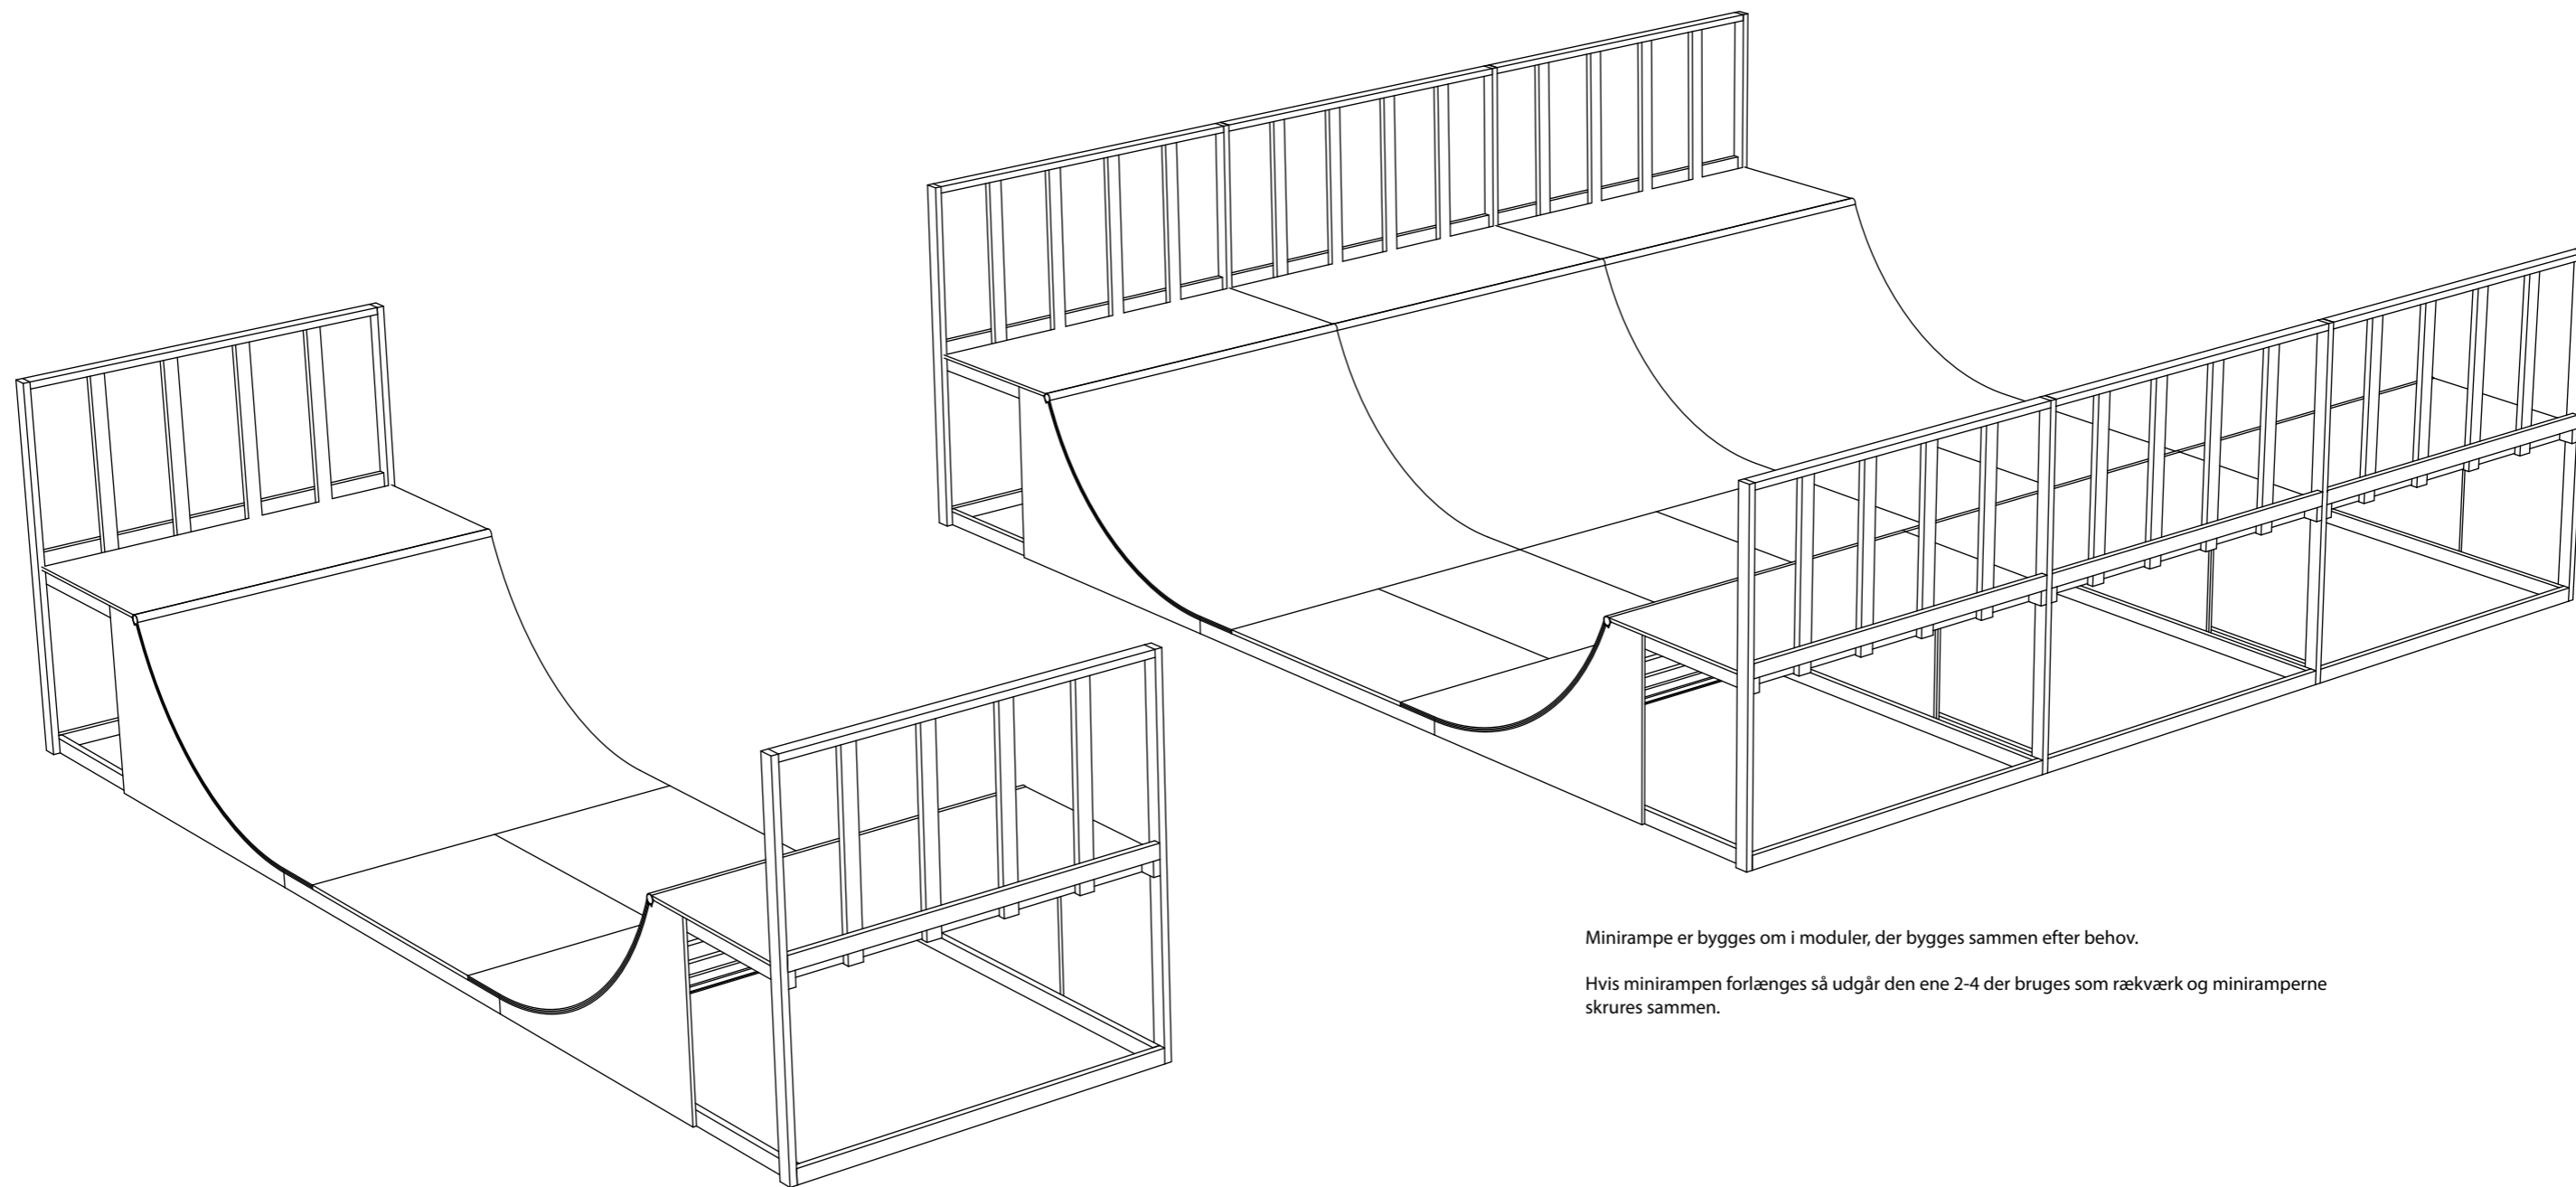 Minirampe er bygges om i moduler, der bygges sammen efter behov.
Hvis minirampen forlænges så udgår den ene 2-4 der bruges som rækværk og miniramperne
skrures sammen.